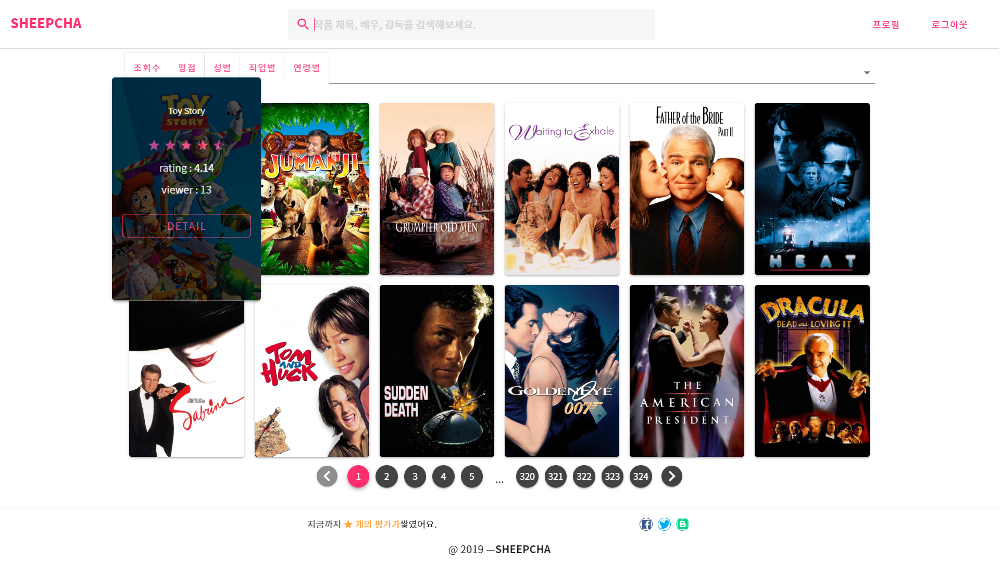 SHEEPCHA
작품 제목, 배우, 감독을 검색해보세요.
프로필
로그아웃
조회수
평점
성별
직업별
연령별
TOY
STORY
Toy Story
rating : 4.14
viewer : 13
DETAIL
JUMANJI
GRUMPIER OLD MEN
Waiting to Exhale
FATHER of the BRIDE
PART II
HEAT
Sabrina
TOM
AND
HUCK
SUDDEN
DEATH
GOLDENEYE
007
THE
AMERICAN
PRESIDENT
DRACULA
DEAD and LOVING IT
1 2 3 4 5 ... 320 321 322 323 324
지금까지 ★ 개의 평가가쌓였어요.
@ 2019 —SHEEPCHA